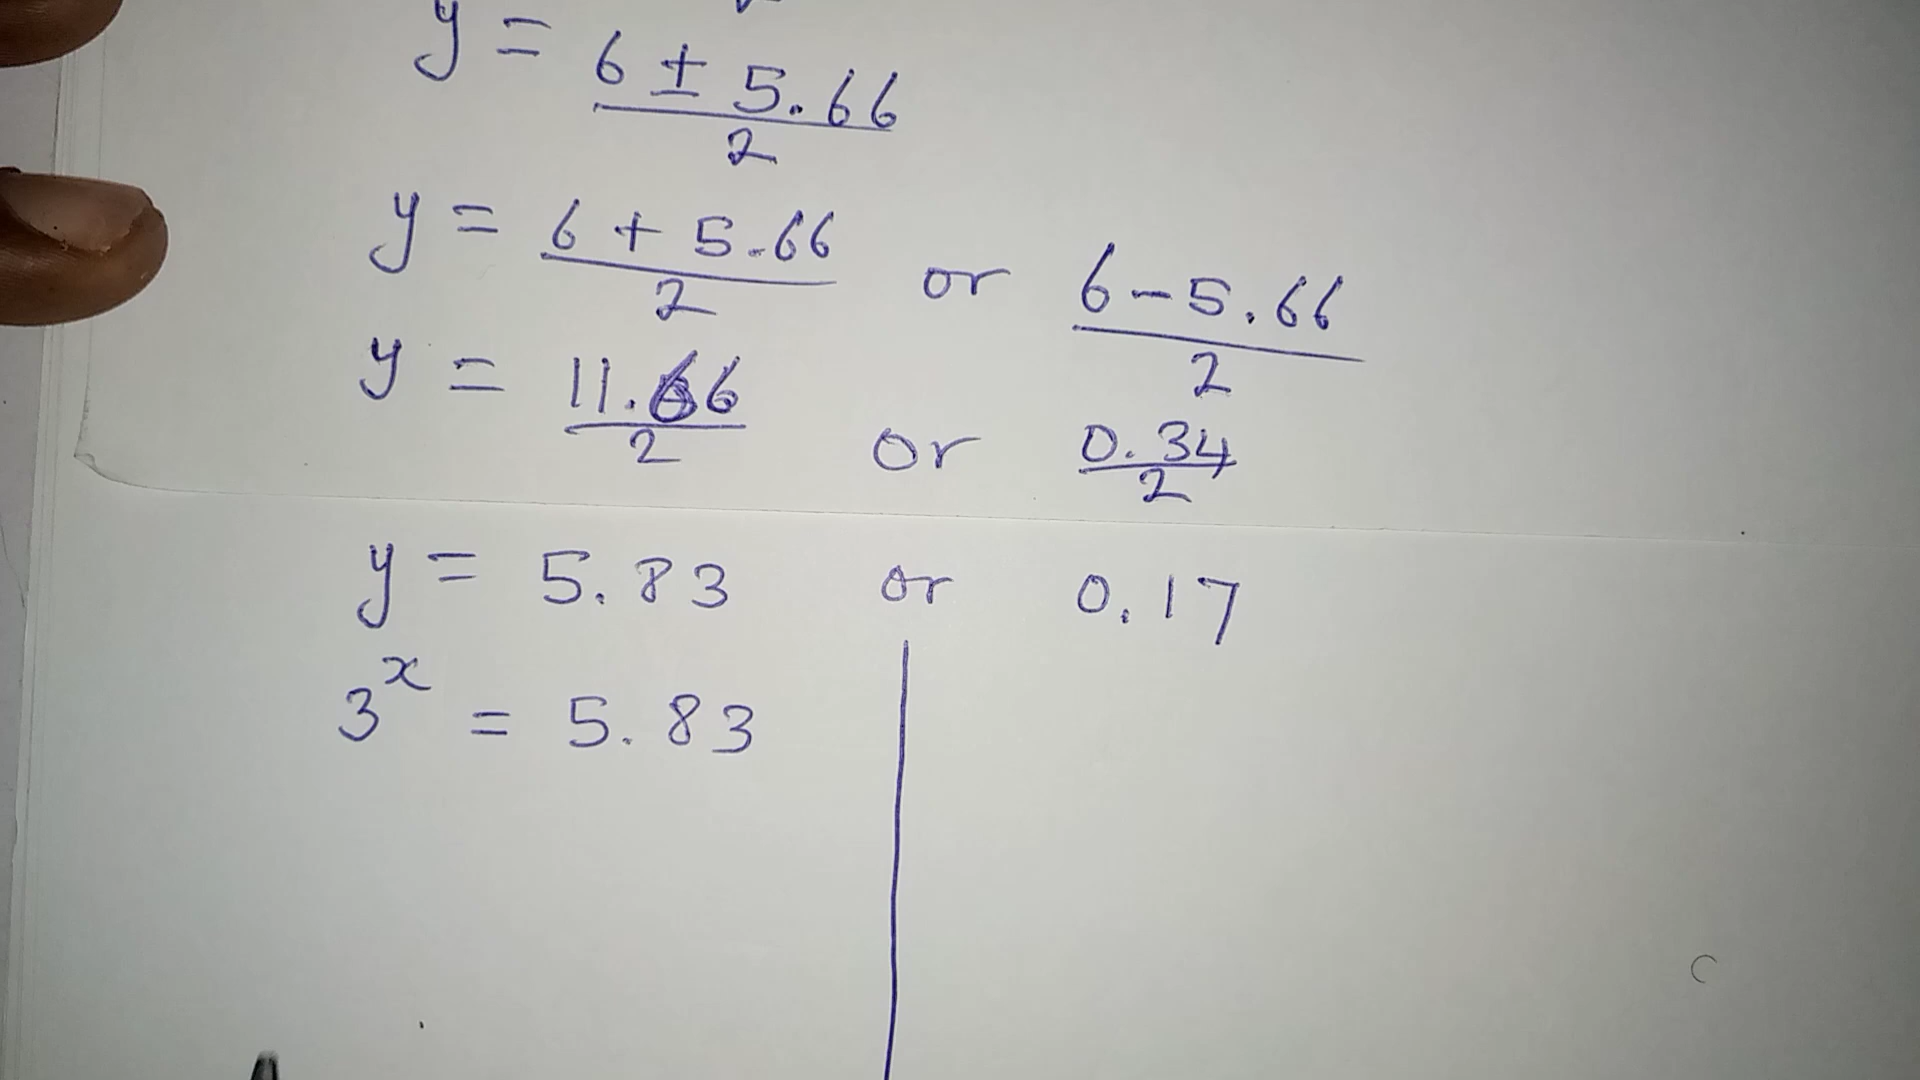 y = 6 ± 5.66
2
y = 6 + 5.66 or 6 - 5.66
2 2
y = 11.66 or 0.34
2 2
y = 5.83 or 0.17
3^x = 5.83